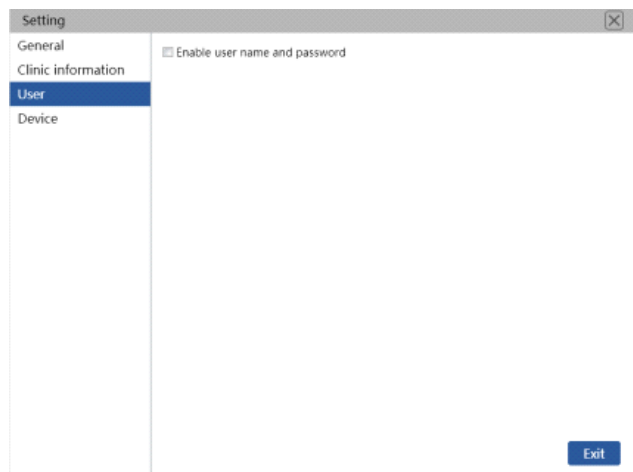 Setting
General
Clinic information
User
Device
Enable user name and password
Exit